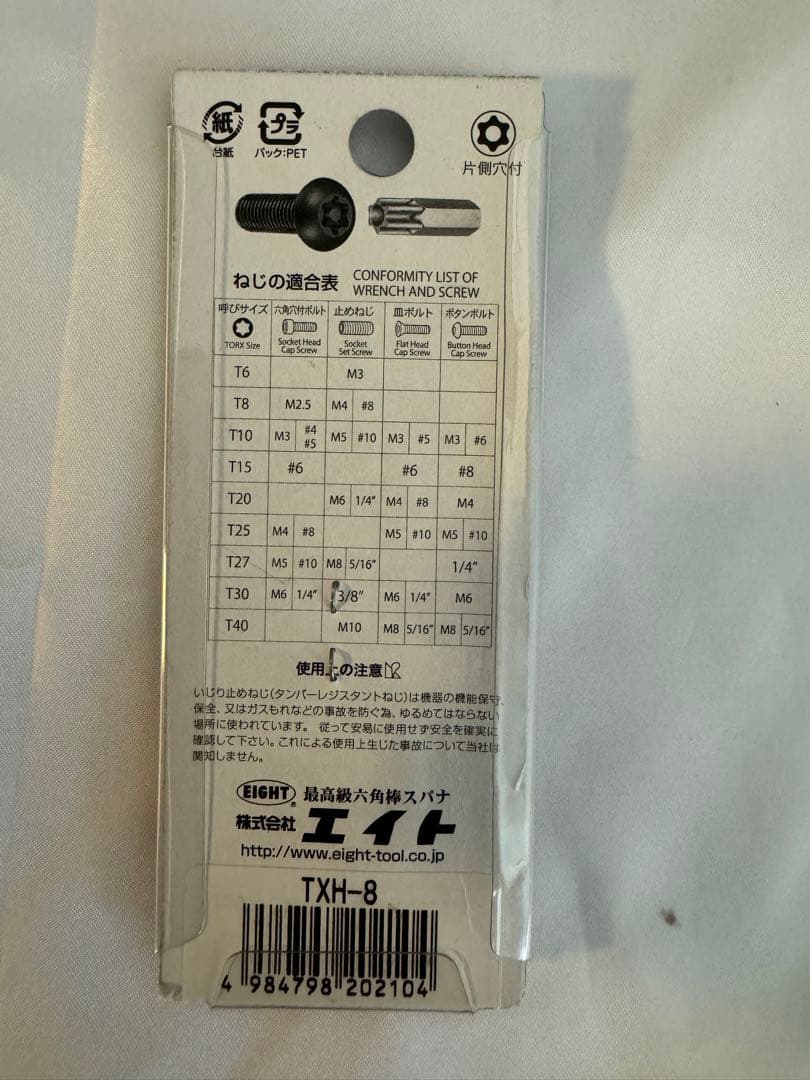 紙
プラ
台紙
パック:PET
片側穴付
ねじの適合表 CONFORMITY LIST OF WRENCH AND SCREW
呼びサイズ TORX Size 六角穴付ボルト Socket Head Cap Screw 止めねじ Socket Set Screw 皿ボルト Flat Head Cap Screw ボタンボルト Button Head Cap Screw
T6 M3
T8 M2.5 M4 #8
T10 M3 #4 #5 M5 #10 M3 #5 M3 #6
T15 #6 #6 #8
T20 M6 1/4" M4 #8 M4
T25 M4 #8 M5 #10 M5 #10
T27 M5 #10 M8 5/16" 1/4"
T30 M6 1/4" 3/8" M6 1/4" M6
T40 M10 M8 5/16" M8 5/16"
使用上の注意
いじり止めねじ(タンパーレジスタントねじ)は機器の機能保守、
保全、又はガスもれなどの事故を防ぐ為、ゆるめてはならない
場所に使われています。従って安易に使用せず安全を確実に
確認して下さい。これによる使用上生じた事故について当社は
関知しません。
EIGHT® 最高級六角棒スパナ
株式会社 エイト
http://www.eight-tool.co.jp
TXH-8
4 984798 202104